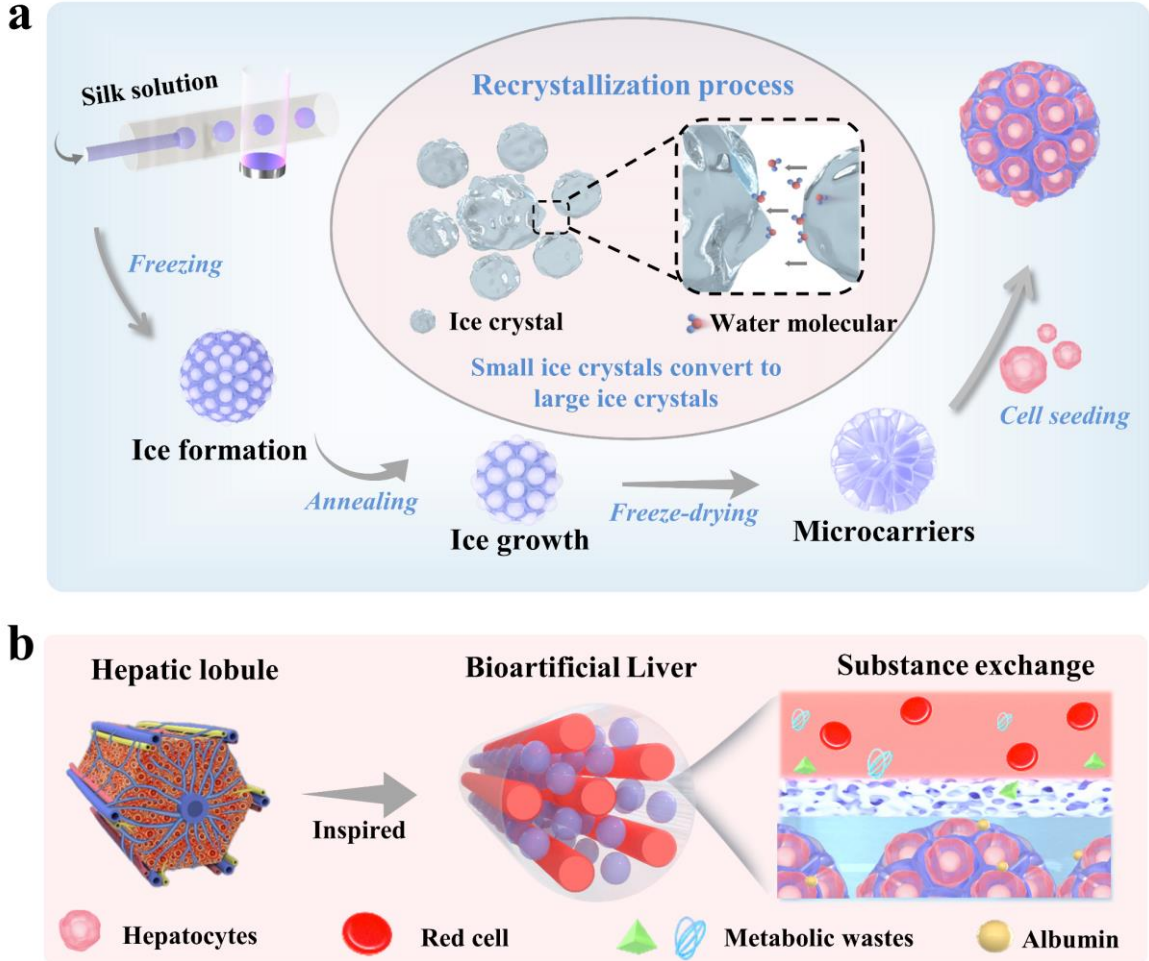 a
Silk solution
Recrystallization process
Freezing
Ice crystal
Water molecular
Small ice crystals convert to
large ice crystals
Cell seeding
Ice formation
Annealing
Ice growth
Freeze-drying
Microcarriers
b
Hepatic lobule
Bioartificial Liver
Substance exchange
Inspired
Hepatocytes
Red cell
Metabolic wastes
Albumin